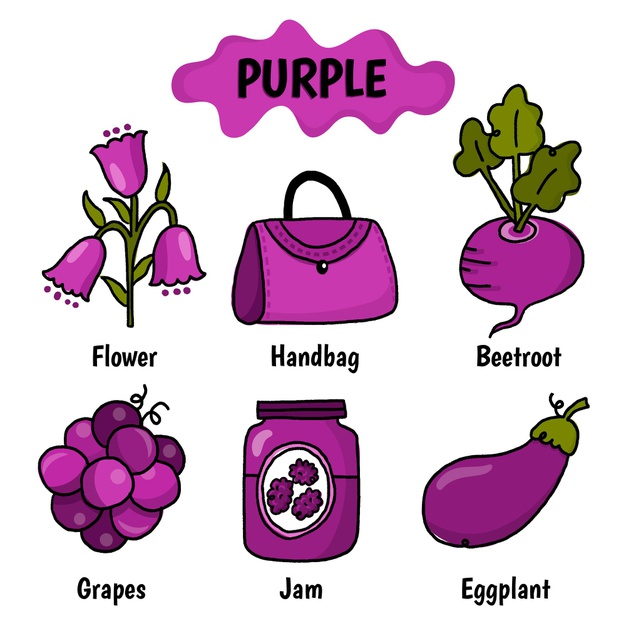 PURPLE
Flower
Handbag
Beetroot
Grapes
Jam
Eggplant